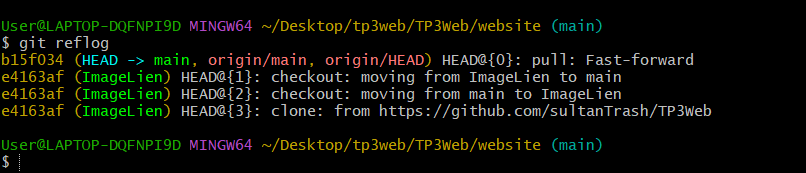 User@LAPTOP-DQFNPI9D MINGW64 ~/Desktop/tp3web/TP3Web/website (main)
$ git reflog
b15f034 (HEAD -> main, origin/main, origin/HEAD) HEAD@{0}: pull: Fast-forward
e4163af (ImageLien) HEAD@{1}: checkout: moving from ImageLien to main
e4163af (ImageLien) HEAD@{2}: checkout: moving from main to ImageLien
e4163af (ImageLien) HEAD@{3}: clone: from https://github.com/sultanTrash/TP3Web
User@LAPTOP-DQFNPI9D MINGW64 ~/Desktop/tp3web/TP3Web/website (main)
$